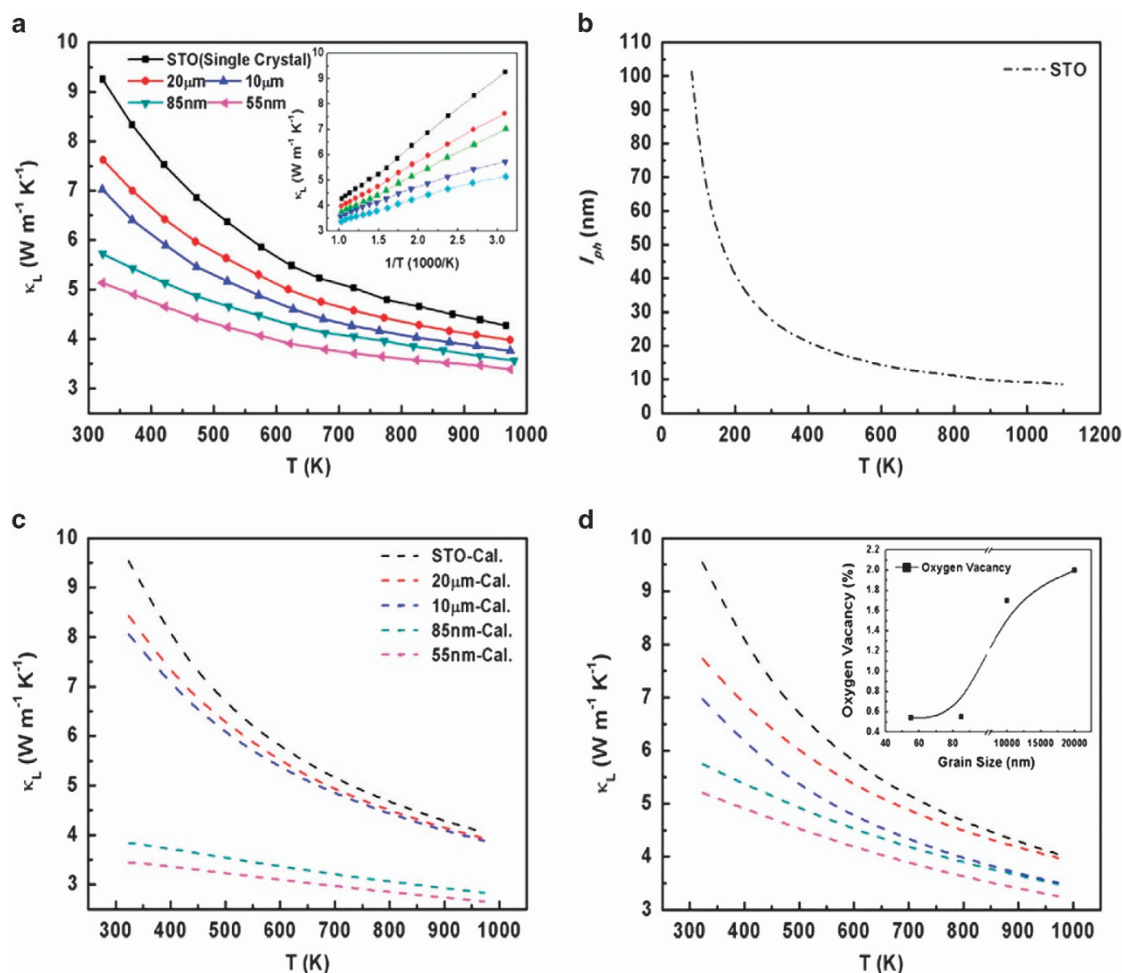 a
10
9
8
7
6
5
4
3
300 400 500 600 700 800 900 1000
T (K)
κL (W m-1 K-1)
STO(Single Crystal)
20μm 10μm
85nm 55nm
10
9
8
7
6
5
4
3
1.0 1.5 2.0 2.5 3.0
1/T (1000/K)
κL (W m-1 K-1)
b
110
100
90
80
70
60
50
40
30
20
10
0
0 200 400 600 800 1000 1200
T (K)
lph (nm)
STO
c
10
9
8
7
6
5
4
3
300 400 500 600 700 800 900 1000
T (K)
κL (W m-1 K-1)
STO-Cal.
20μm-Cal.
10μm-Cal.
85nm-Cal.
55nm-Cal.
d
10
9
8
7
6
5
4
3
300 400 500 600 700 800 900 1000
T (K)
κL (W m-1 K-1)
2.2
2.0
1.8
1.6
1.4
1.2
1.0
0.8
0.6
0.4
40 60 80 10000 15000 20000
Grain Size (nm)
Oxygen Vacancy (%)
Oxygen Vacancy